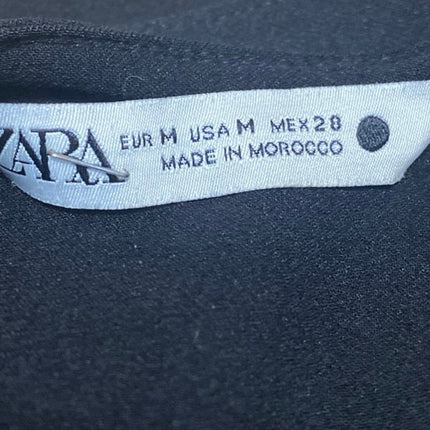 ZARA
EUR M USA M MEX 28
MADE IN MOROCCO